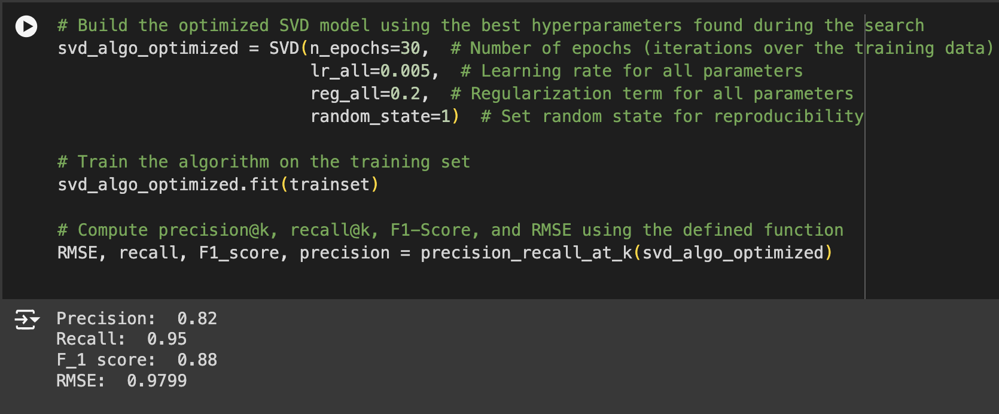 # Build the optimized SVD model using the best hyperparameters found during the search
svd_algo_optimized = SVD(n_epochs=30,  # Number of epochs (iterations over the training data)
                         lr_all=0.005,  # Learning rate for all parameters
                         reg_all=0.2,  # Regularization term for all parameters
                         random_state=1)  # Set random state for reproducibility
# Train the algorithm on the training set
svd_algo_optimized.fit(trainset)
# Compute precision@k, recall@k, F1-Score, and RMSE using the defined function
RMSE, recall, F1_score, precision = precision_recall_at_k(svd_algo_optimized)
Precision:  0.82
Recall:  0.95
F_1 score:  0.88
RMSE:  0.9799